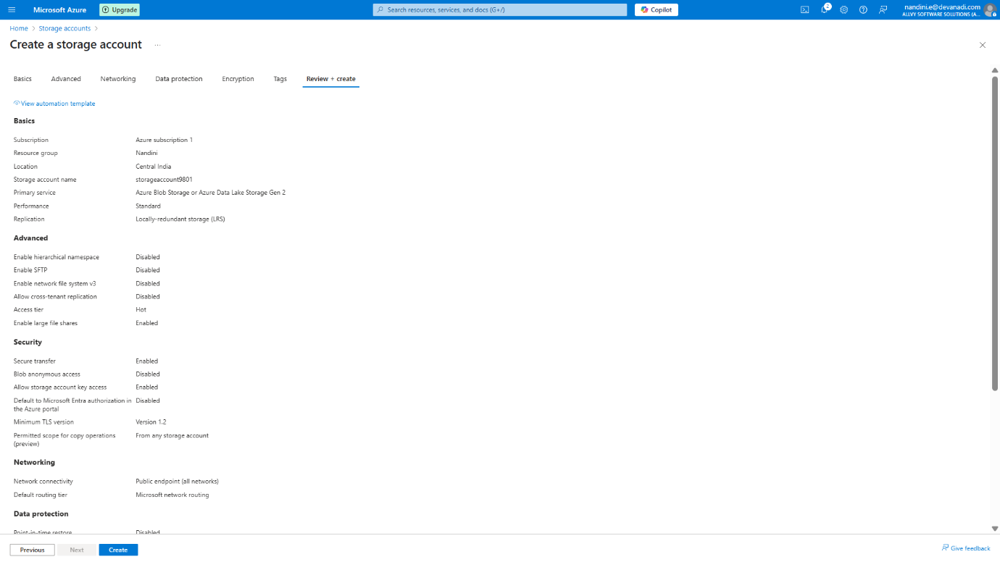 Microsoft Azure
Upgrade
Search resources, services, and docs (G+/)
Copilot
2
nandini.e@devanadi.com
ALLVY SOFTWARE SOLUTIONS (A...
Home > Storage accounts >
Create a storage account ...
Basics Advanced Networking Data protection Encryption Tags Review + create
View automation template
Basics
Subscription Azure subscription 1
Resource group Nandini
Location Central India
Storage account name storageaccount9801
Primary service Azure Blob Storage or Azure Data Lake Storage Gen 2
Performance Standard
Replication Locally-redundant storage (LRS)
Advanced
Enable hierarchical namespace Disabled
Enable SFTP Disabled
Enable network file system v3 Disabled
Allow cross-tenant replication Disabled
Access tier Hot
Enable large file shares Enabled
Security
Secure transfer Enabled
Blob anonymous access Disabled
Allow storage account key access Enabled
Default to Microsoft Entra authorization in Disabled
the Azure portal
Minimum TLS version Version 1.2
Permitted scope for copy operations From any storage account
(preview)
Networking
Network connectivity Public endpoint (all networks)
Default routing tier Microsoft network routing
Data protection
Point-in-time restore Disabled
Previous Next Create
Give feedback